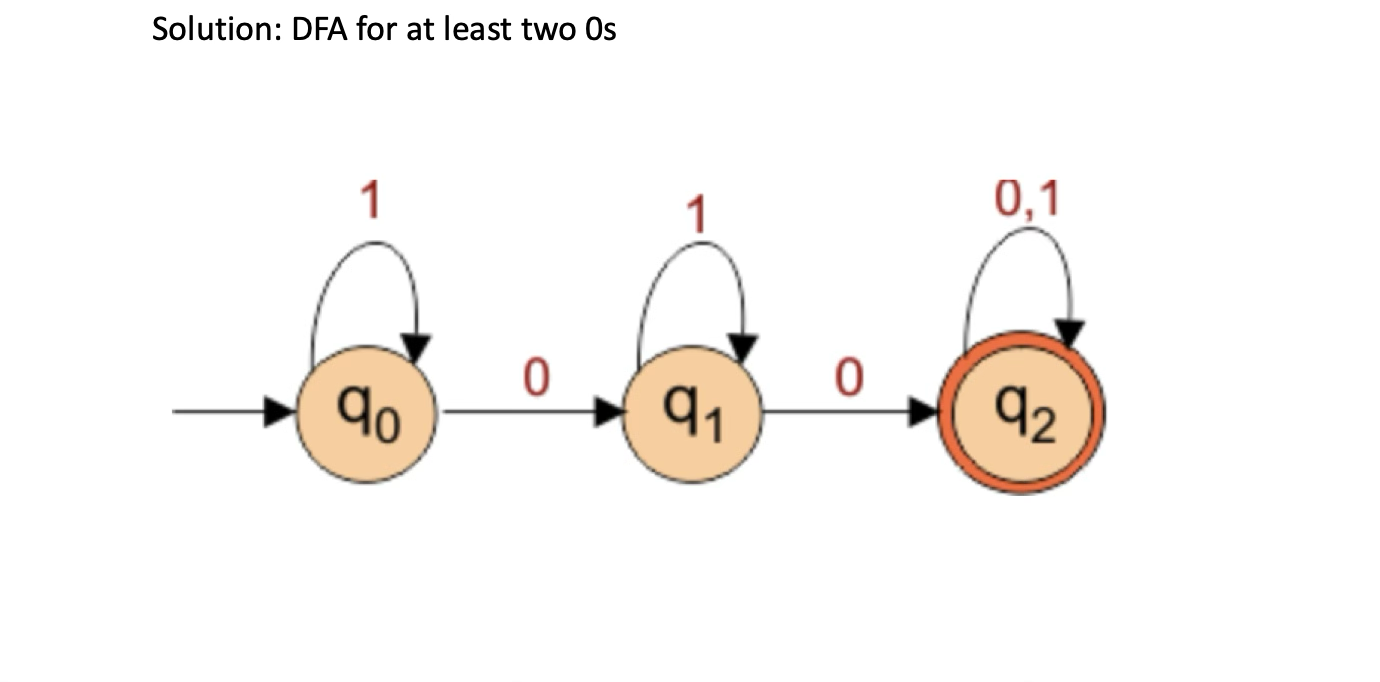 Solution: DFA for at least two 0s
1 1 0,1
0 0
q0 q1 q2